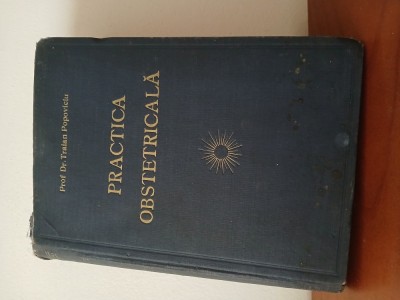 Prof. Dr. Traian Popoviciu
PRACTICA
OBSTETRICALĂ